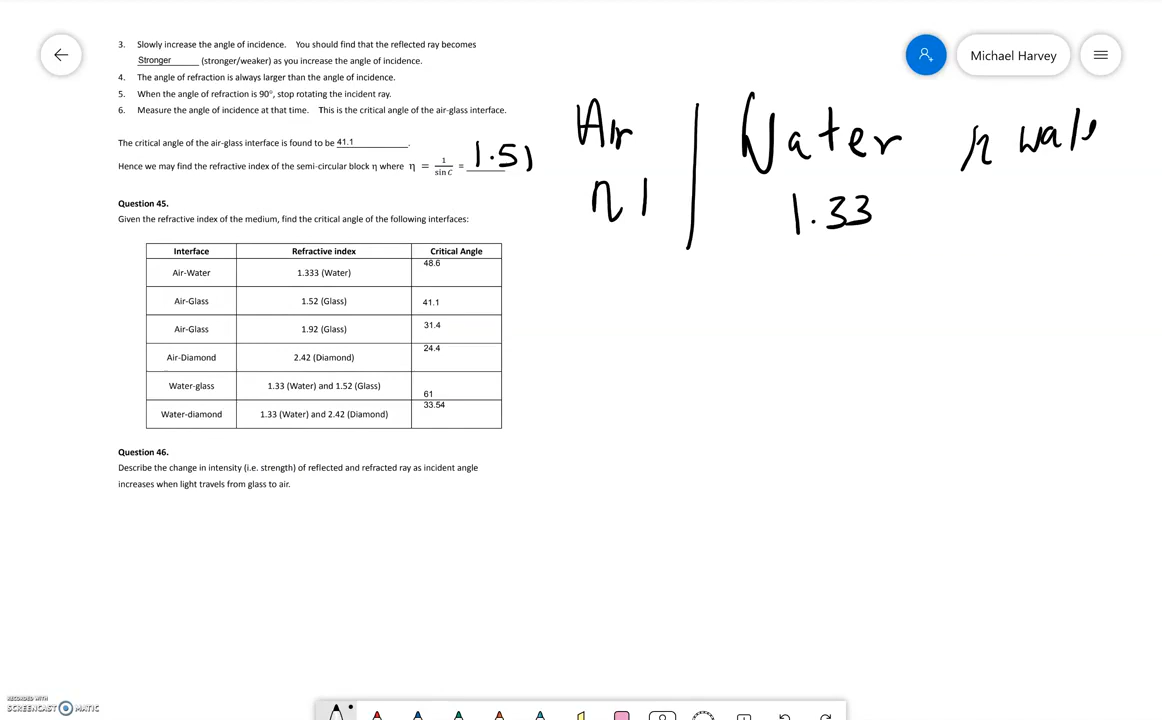 3. Slowly increase the angle of incidence. You should find that the reflected ray becomes
Stronger (stronger/weaker) as you increase the angle of incidence.
4. The angle of refraction is always larger than the angle of incidence.
5. When the angle of refraction is 90°, stop rotating the incident ray.
6. Measure the angle of incidence at that time. This is the critical angle of the air-glass interface.
The critical angle of the air-glass interface is found to be 41.1.
Hence we may find the refractive index of the semi-circular block η where η = 1/sin C = 1.51
Question 45.
Given the refractive index of the medium, find the critical angle of the following interfaces:
Interface Refractive index Critical Angle
Air-Water 1.333 (Water) 48.6
Air-Glass 1.52 (Glass) 41.1
Air-Glass 1.92 (Glass) 31.4
Air-Diamond 2.42 (Diamond) 24.4
Water-glass 1.33 (Water) and 1.52 (Glass) 61
Water-diamond 1.33 (Water) and 2.42 (Diamond) 33.54
Question 46.
Describe the change in intensity (i.e. strength) of reflected and refracted ray as incident angle
increases when light travels from glass to air.
Michael Harvey
Air Water
η 1 1.33
RECORDED WITH
SCREENCAST MATIC